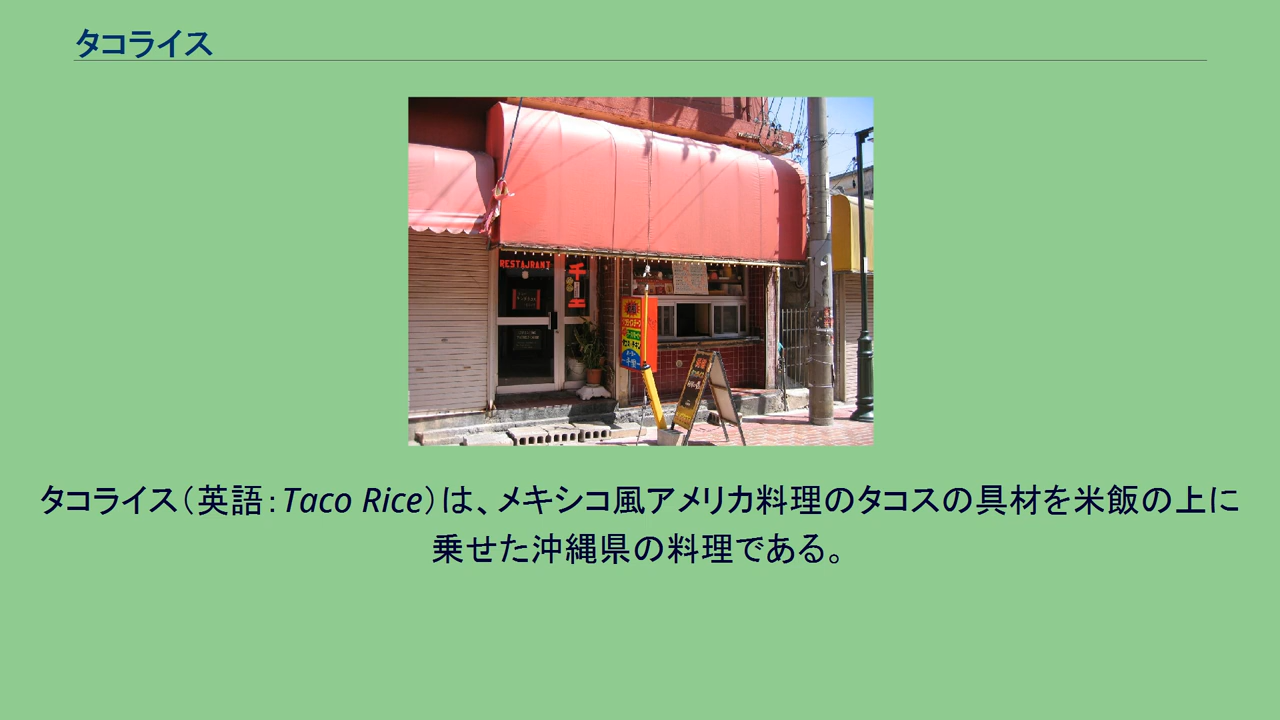 タコライス
RESTAURANT
千
タコライス（英語：Taco Rice）は、メキシコ風アメリカ料理のタコスの具材を米飯の上に
乗せた沖縄県の料理である。